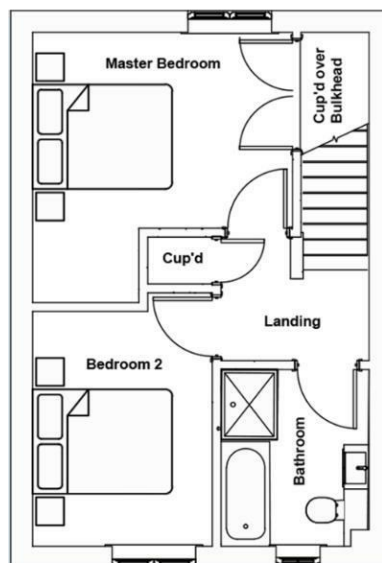 Master Bedroom
Cup'd over
Bulkhead
Cup'd
Landing
Bedroom 2
Bathroom